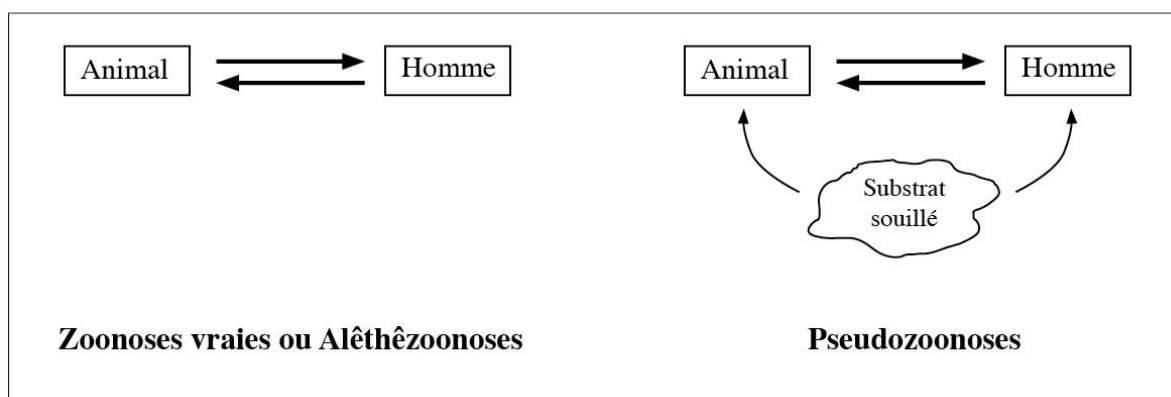 Animal
Homme
Animal
Homme
Substrat
souillé
Zoonoses vraies ou Alêthêzoonoses
Pseudozoonoses